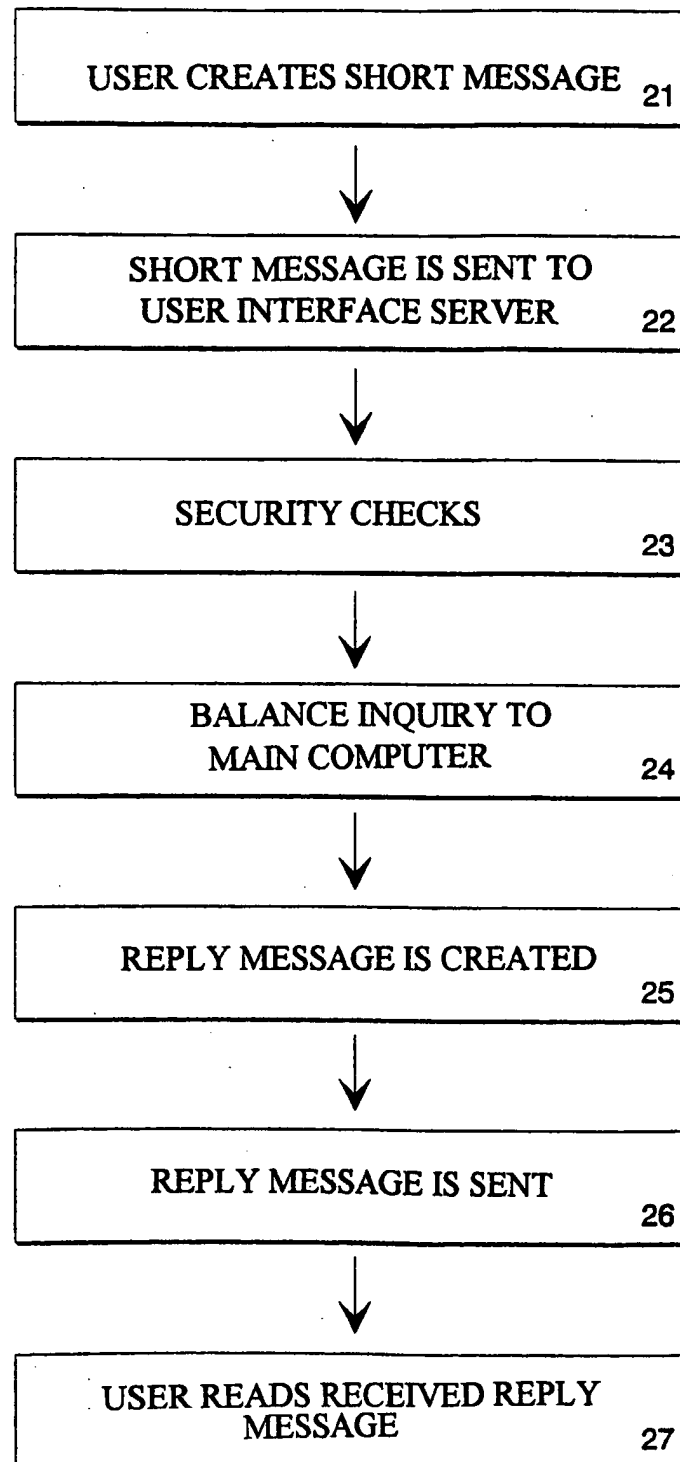 USER CREATES SHORT MESSAGE
21
SHORT MESSAGE IS SENT TO
USER INTERFACE SERVER
22
SECURITY CHECKS
23
BALANCE INQUIRY TO
MAIN COMPUTER
24
REPLY MESSAGE IS CREATED
25
REPLY MESSAGE IS SENT
26
USER READS RECEIVED REPLY
MESSAGE
27